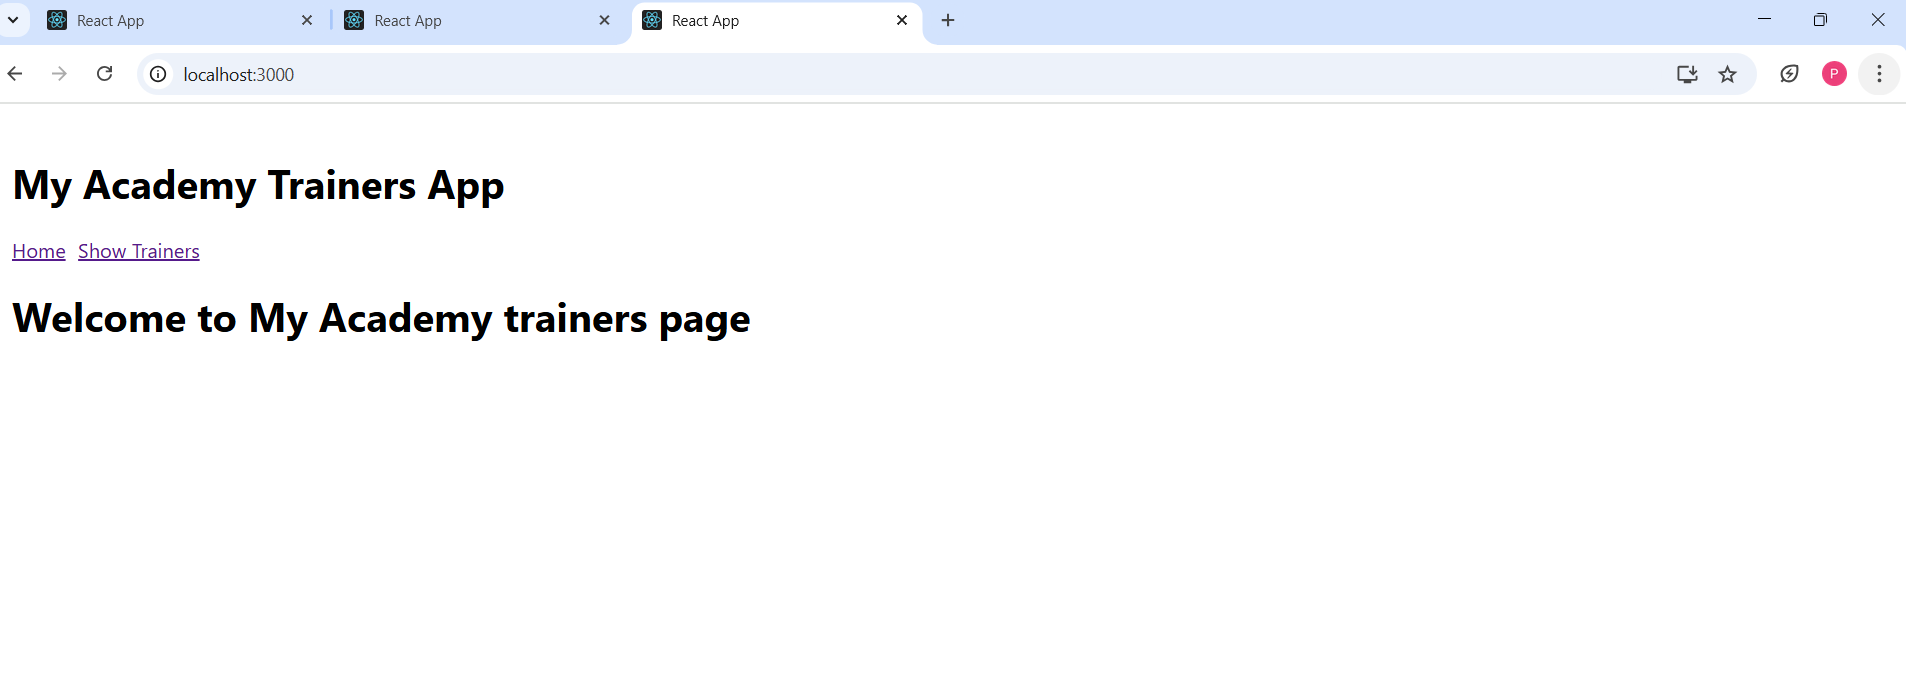 React App React App React App
localhost:3000
P
My Academy Trainers App
Home Show Trainers
Welcome to My Academy trainers page